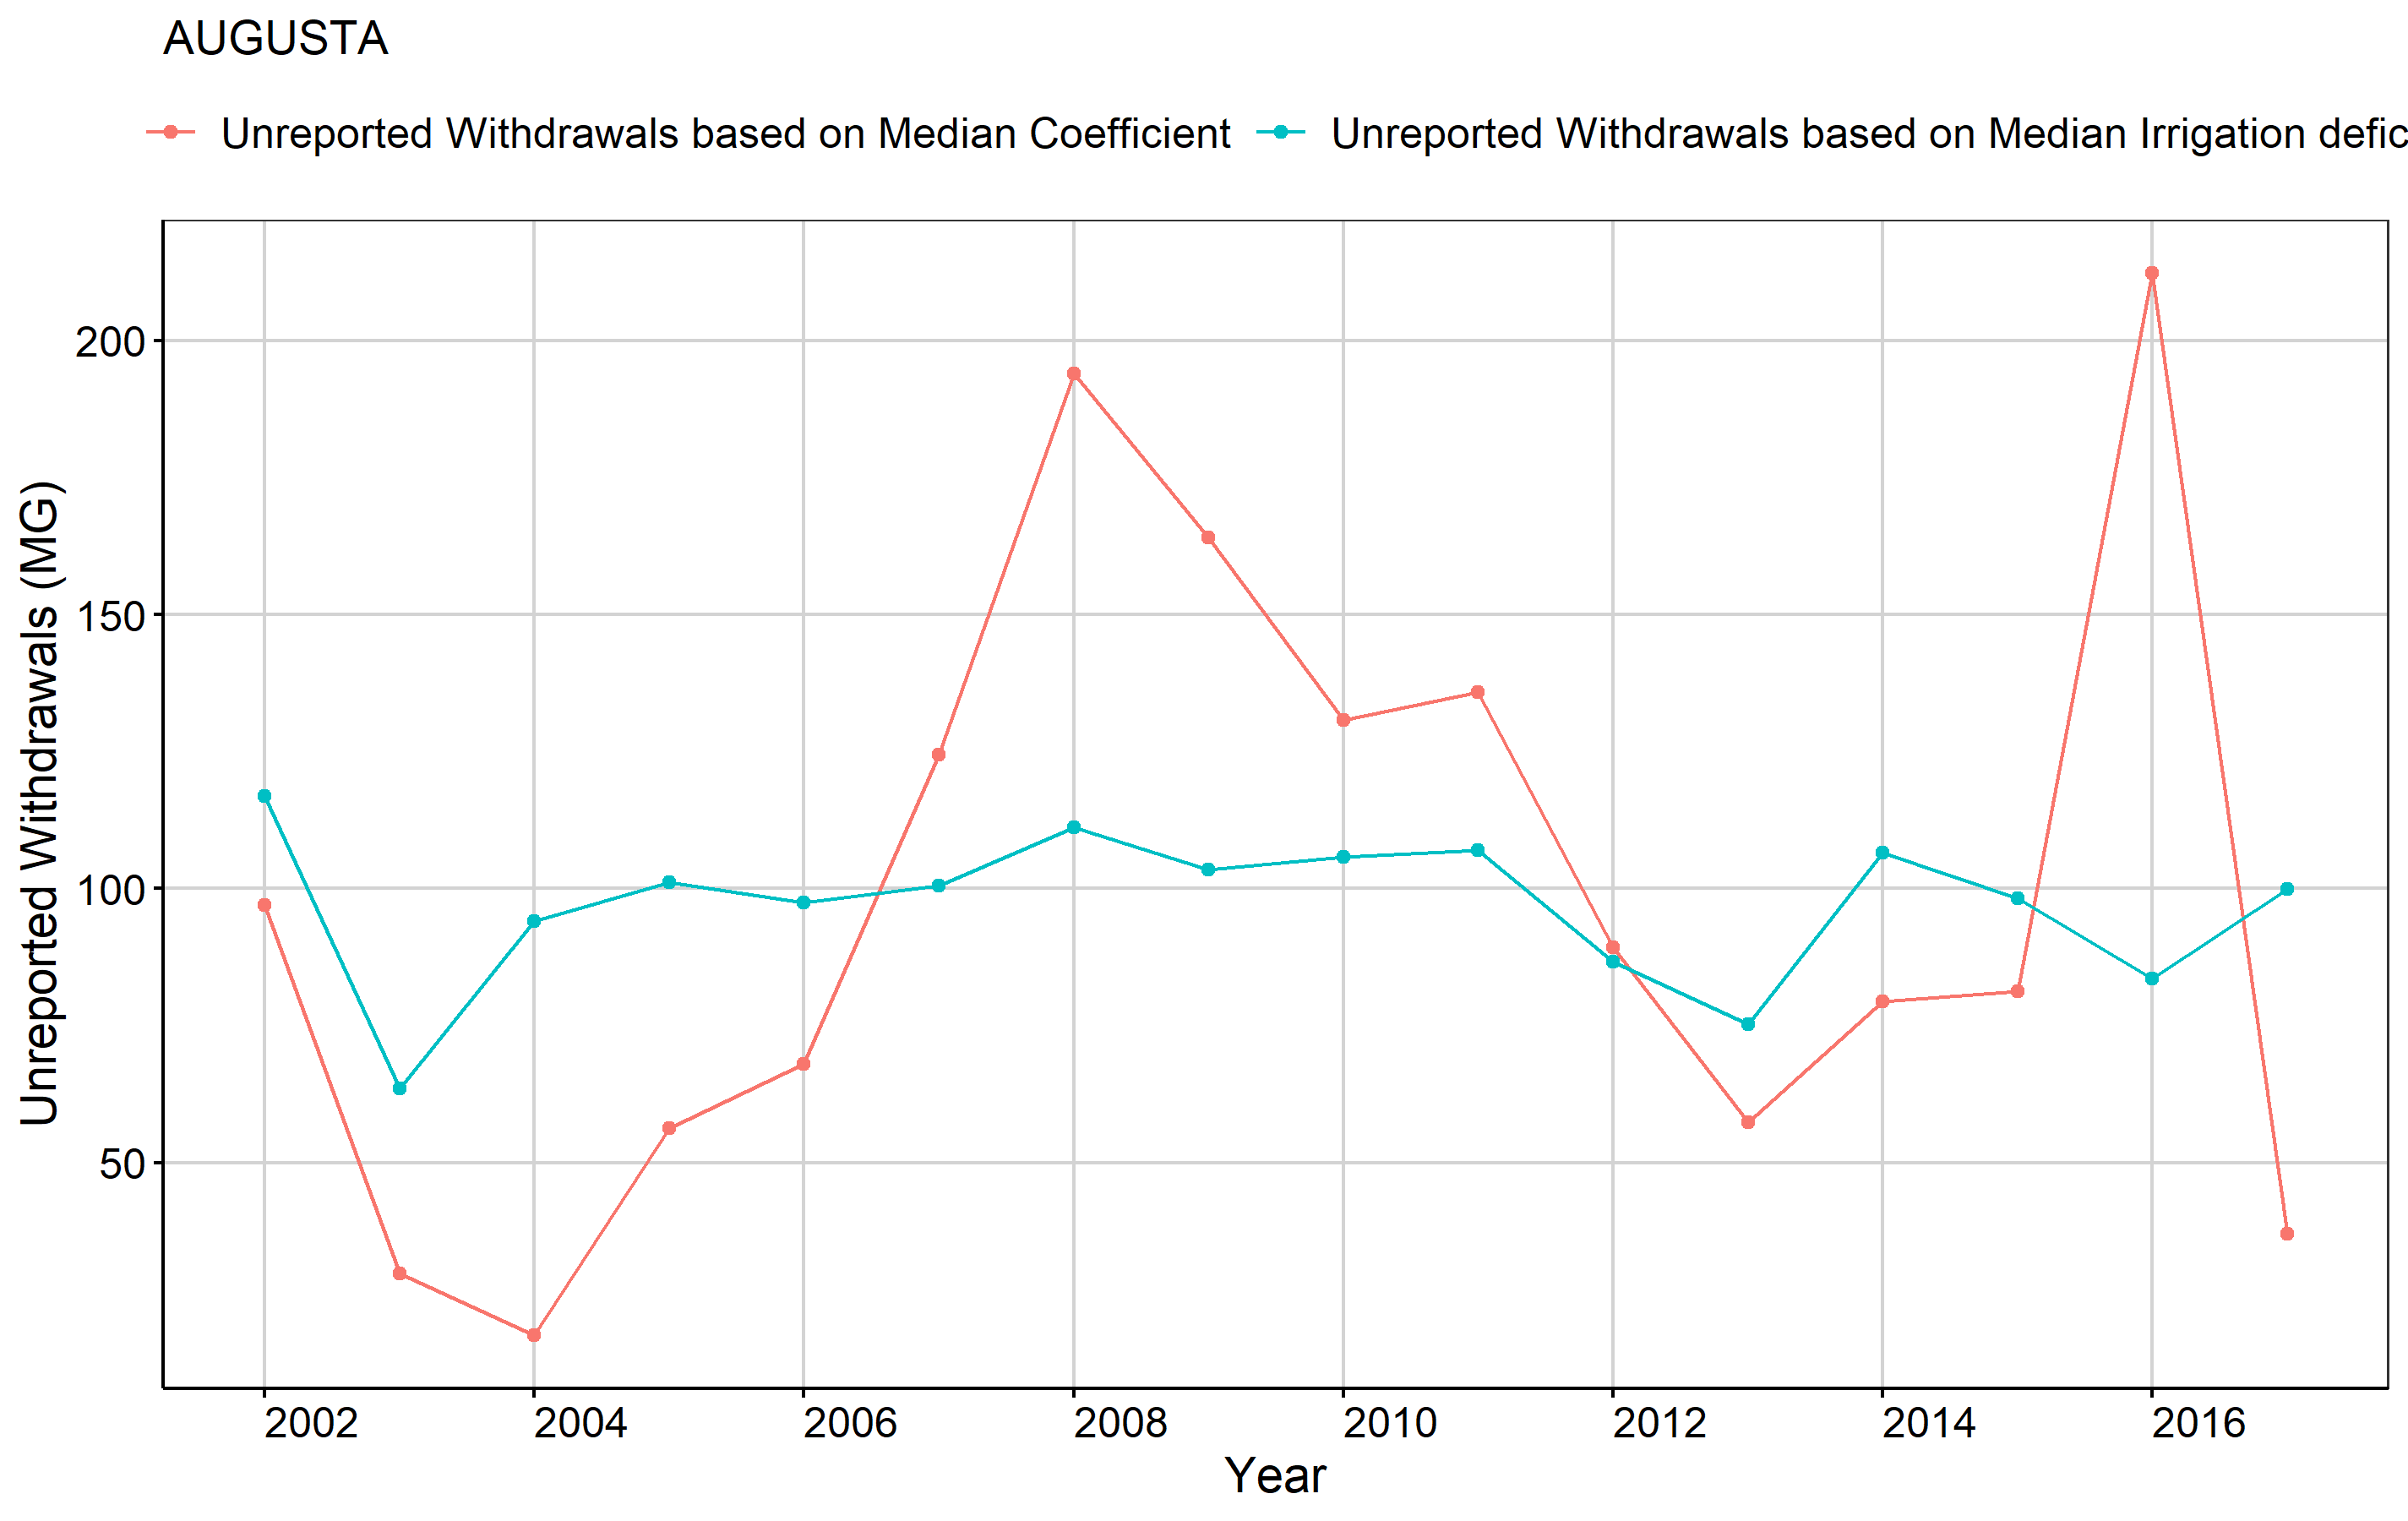 AUGUSTA
Unreported Withdrawals based on Median Coefficient Unreported Withdrawals based on Median Irrigation defic
200
150
100
50
Unreported Withdrawals (MG)
2002 2004 2006 2008 2010 2012 2014 2016
Year